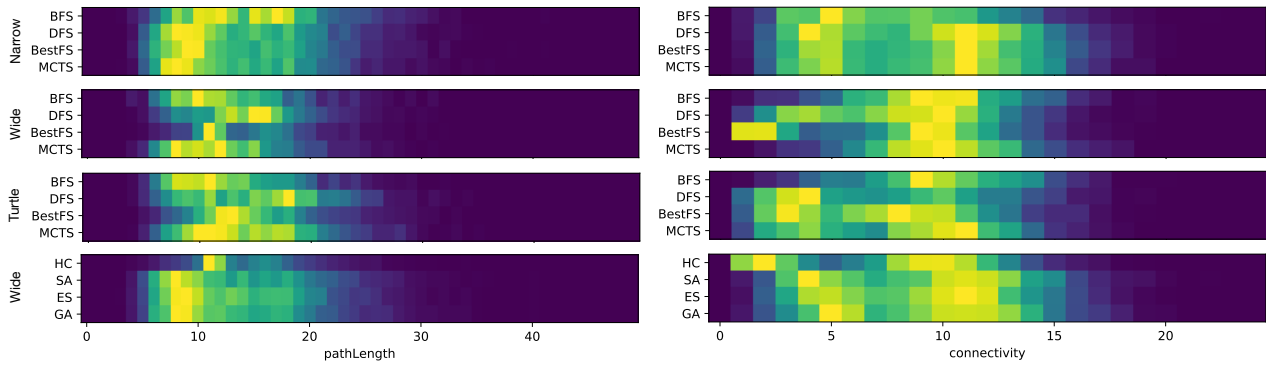 Narrow
BFS
DFS
BestFS
MCTS
BFS
DFS
BestFS
MCTS
Wide
BFS
DFS
BestFS
MCTS
BFS
DFS
BestFS
MCTS
Turtle
BFS
DFS
BestFS
MCTS
BFS
DFS
BestFS
MCTS
Wide
HC
SA
ES
GA
HC
SA
ES
GA
0 10 20 30 40
pathLength
0 5 10 15 20
connectivity